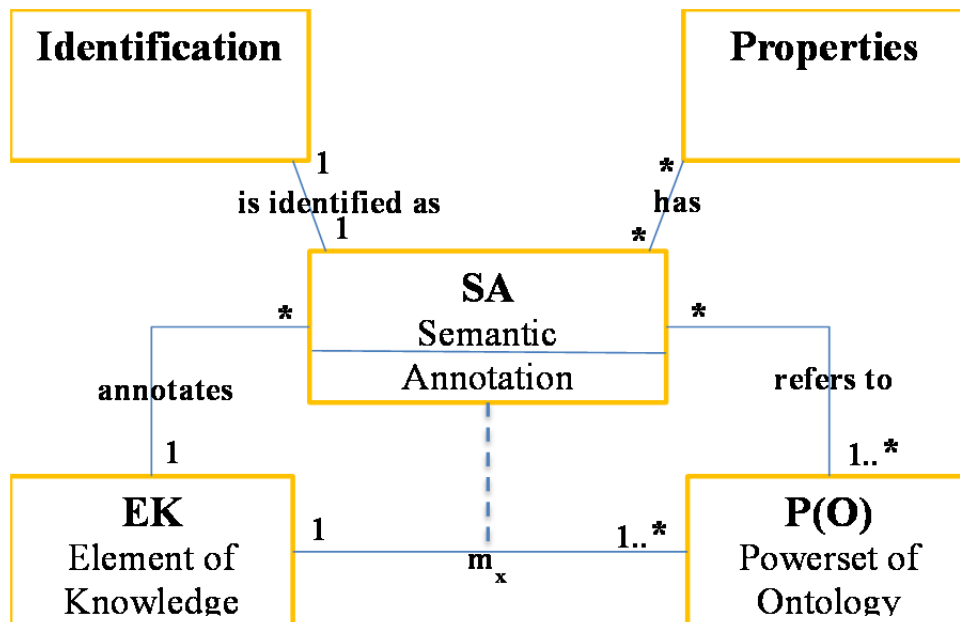 Identification
Properties
1
*
is identified as
has
1
*
SA
Semantic
Annotation
*
*
annotates
refers to
1
1..*
EK
Element of
Knowledge
1
1..*
m_x
P(O)
Powerset of
Ontology